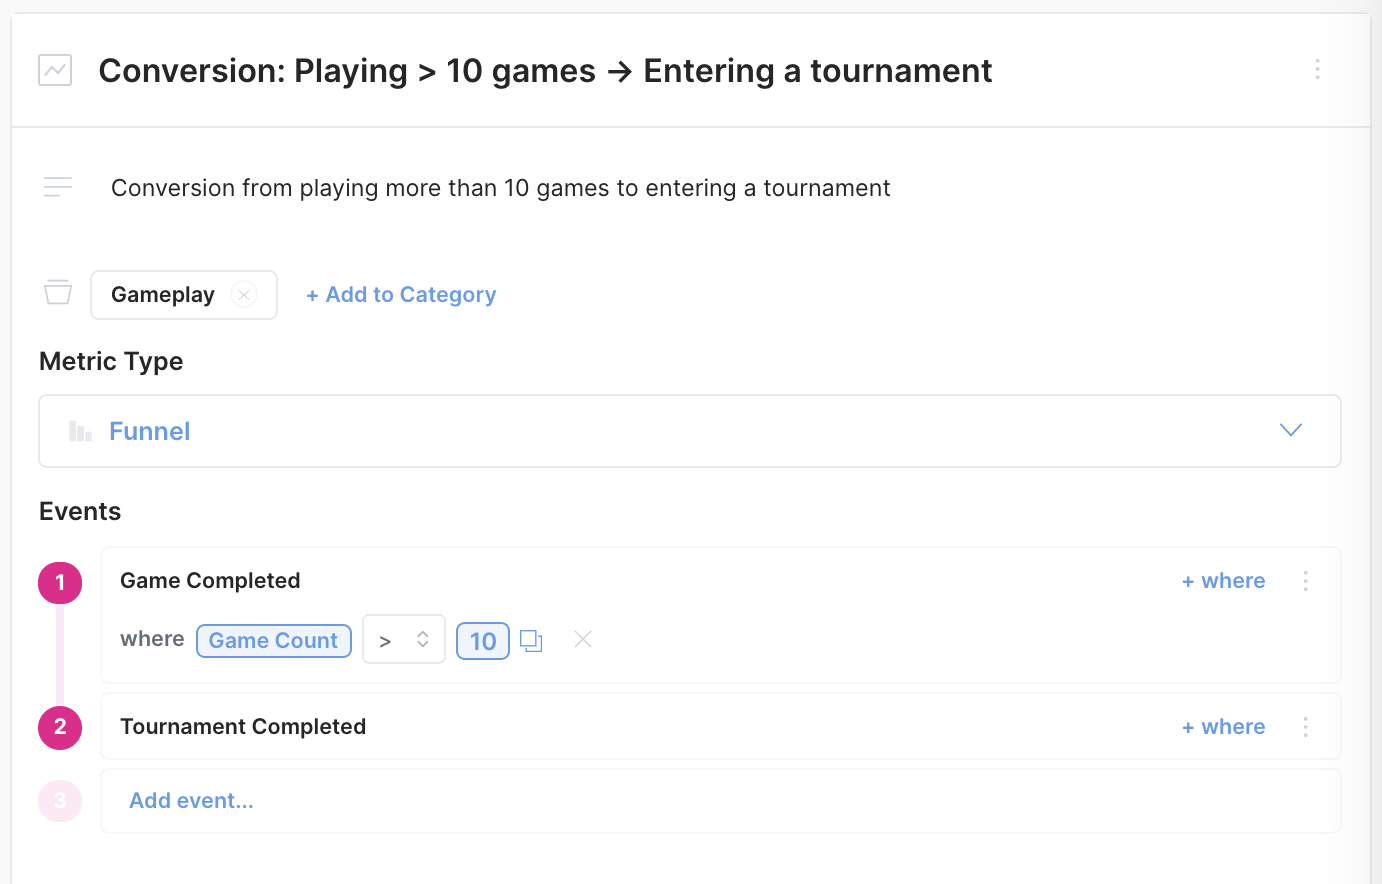 Conversion: Playing > 10 games → Entering a tournament
Conversion from playing more than 10 games to entering a tournament
Gameplay + Add to Category
Metric Type
Funnel
Events
1 Game Completed + where
where Game Count > 10
2 Tournament Completed + where
3 Add event...